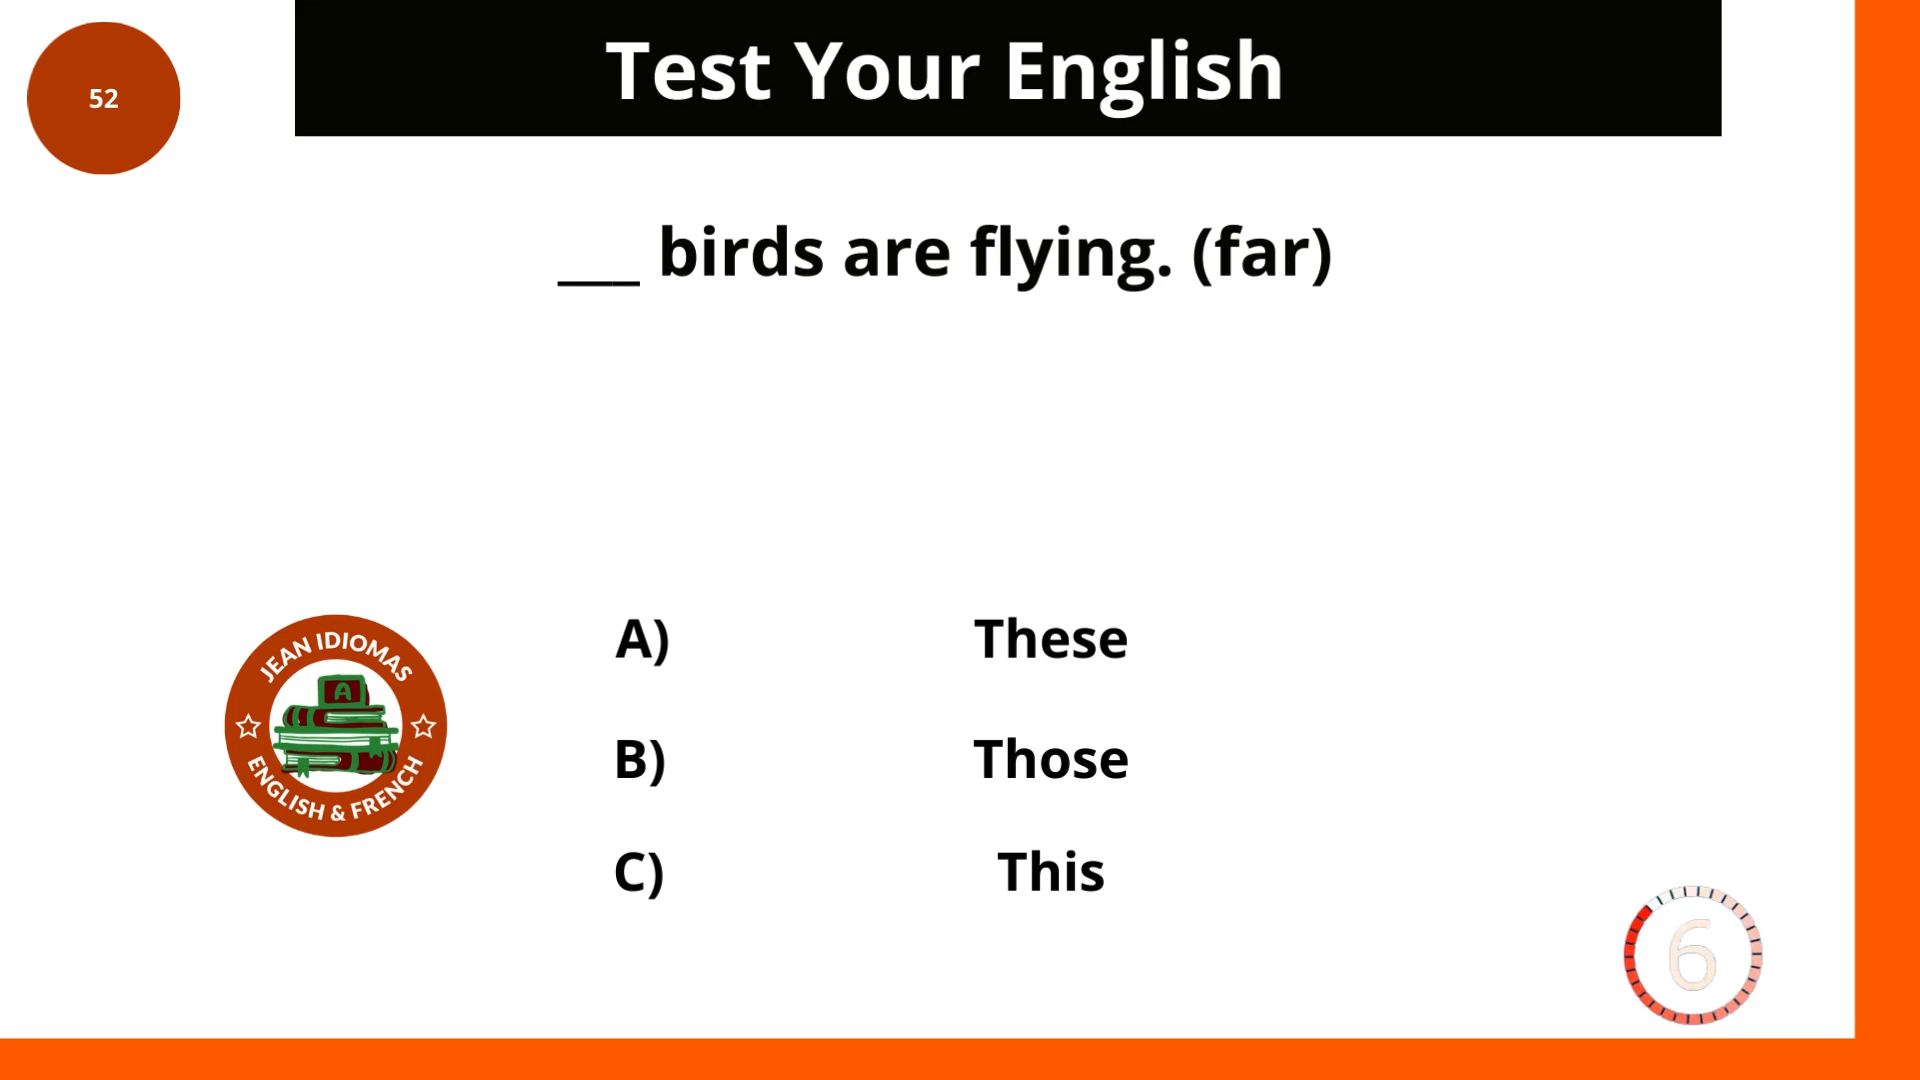 52
Test Your English
___ birds are flying. (far)
JEAN IDIOMAS
A
ENGLISH & FRENCH
A) These
B) Those
C) This
6